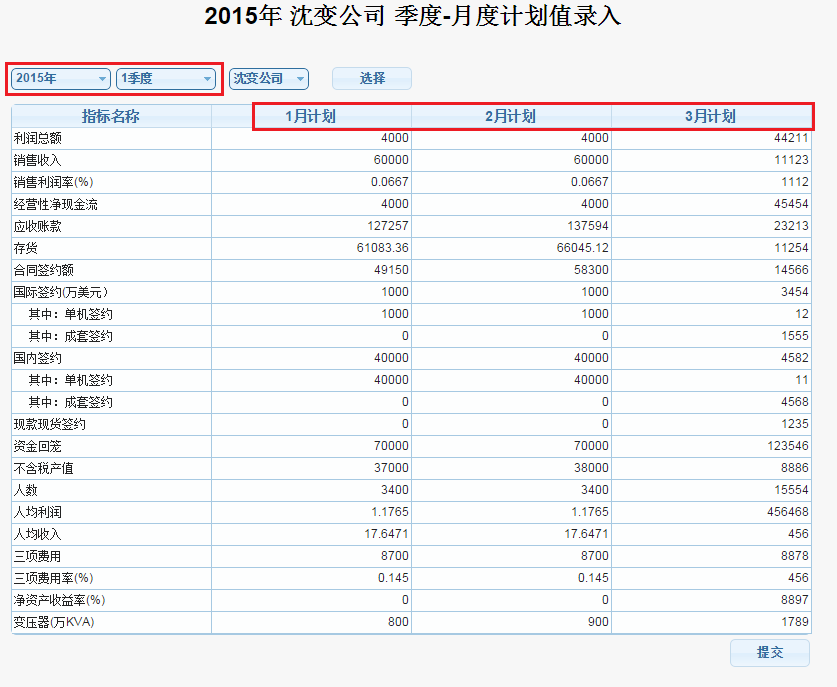 2015年 沈变公司 季度-月度计划值录入
2015年 1季度 沈变公司 选择
指标名称 1月计划 2月计划 3月计划
利润总额 4000 4000 44211
销售收入 60000 60000 11123
销售利润率(%) 0.0667 0.0667 1112
经营性净现金流 4000 4000 45454
应收账款 127257 137594 23213
存货 61083.36 66045.12 11254
合同签约额 49150 58300 14566
国际签约(万美元) 1000 1000 3454
其中：单机签约 1000 1000 12
其中：成套签约 0 0 1555
国内签约 40000 40000 4582
其中：单机签约 40000 40000 11
其中：成套签约 0 0 4568
现款现货签约 0 0 1235
资金回笼 70000 70000 123546
不含税产值 37000 38000 8886
人数 3400 3400 15554
人均利润 1.1765 1.1765 456468
人均收入 17.6471 17.6471 456
三项费用 8700 8700 8878
三项费用率(%) 0.145 0.145 456
净资产收益率(%) 0 0 8897
变压器(万KVA) 800 900 1789
提交